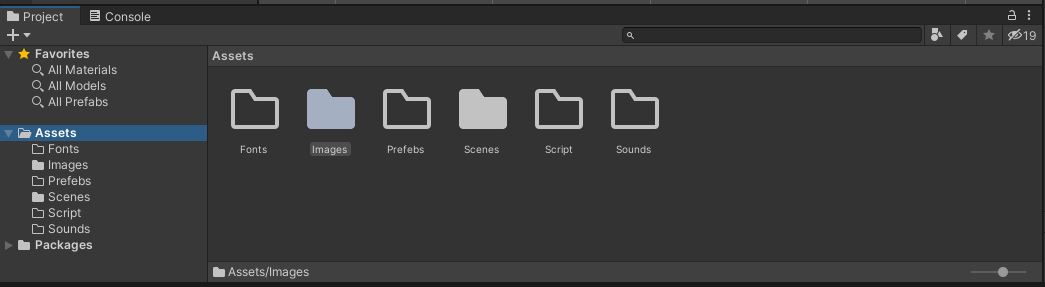 Project Console
19
Favorites
All Materials
All Models
All Prefabs
Assets
Fonts
Images
Prefebs
Scenes
Script
Sounds
Packages
Assets
Fonts Images Prefebs Scenes Script Sounds
Assets/Images